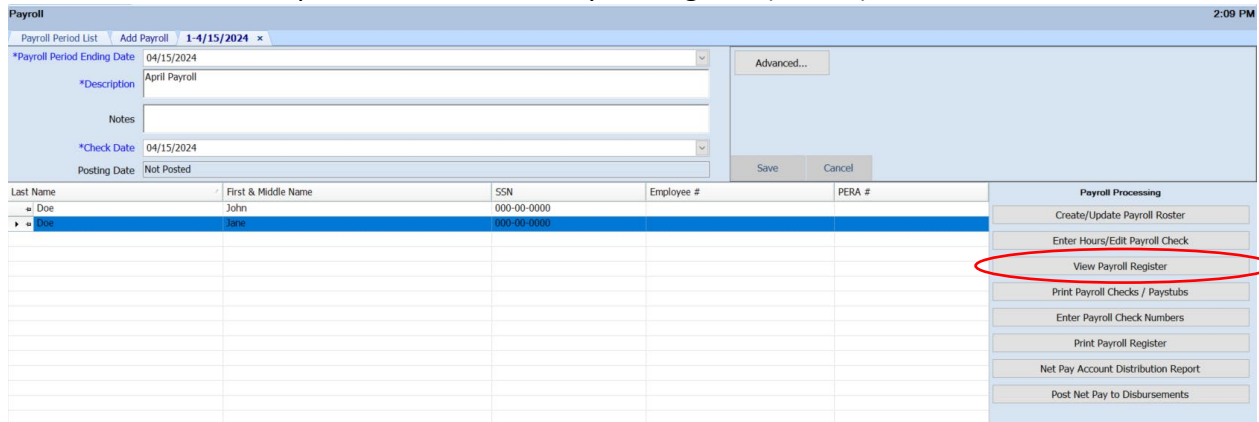 Payroll 2:09 PM
Payroll Period List Add Payroll 1-4/15/2024 ×
*Payroll Period Ending Date 04/15/2024
Advanced...
*Description April Payroll
Notes
*Check Date 04/15/2024
Posting Date Not Posted
Save Cancel
Last Name First & Middle Name SSN Employee # PERA # Payroll Processing
Doe John 000-00-0000
Doe Jane 000-00-0000
Create/Update Payroll Roster
Enter Hours/Edit Payroll Check
View Payroll Register
Print Payroll Checks / Paystubs
Enter Payroll Check Numbers
Print Payroll Register
Net Pay Account Distribution Report
Post Net Pay to Disbursements